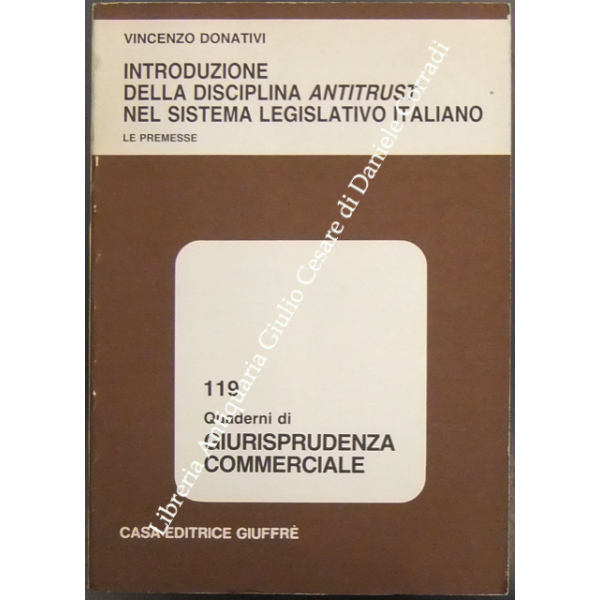 VINCENZO DONATIVI
INTRODUZIONE
DELLA DISCIPLINA ANTITRUST
NEL SISTEMA LEGISLATIVO ITALIANO
LE PREMESSE
119
Quaderni di
GIURISPRUDENZA
COMMERCIALE
CASA EDITRICE GIUFFRÈ
Libreria Antiquaria Giulio Cesare di Daniele Corradi